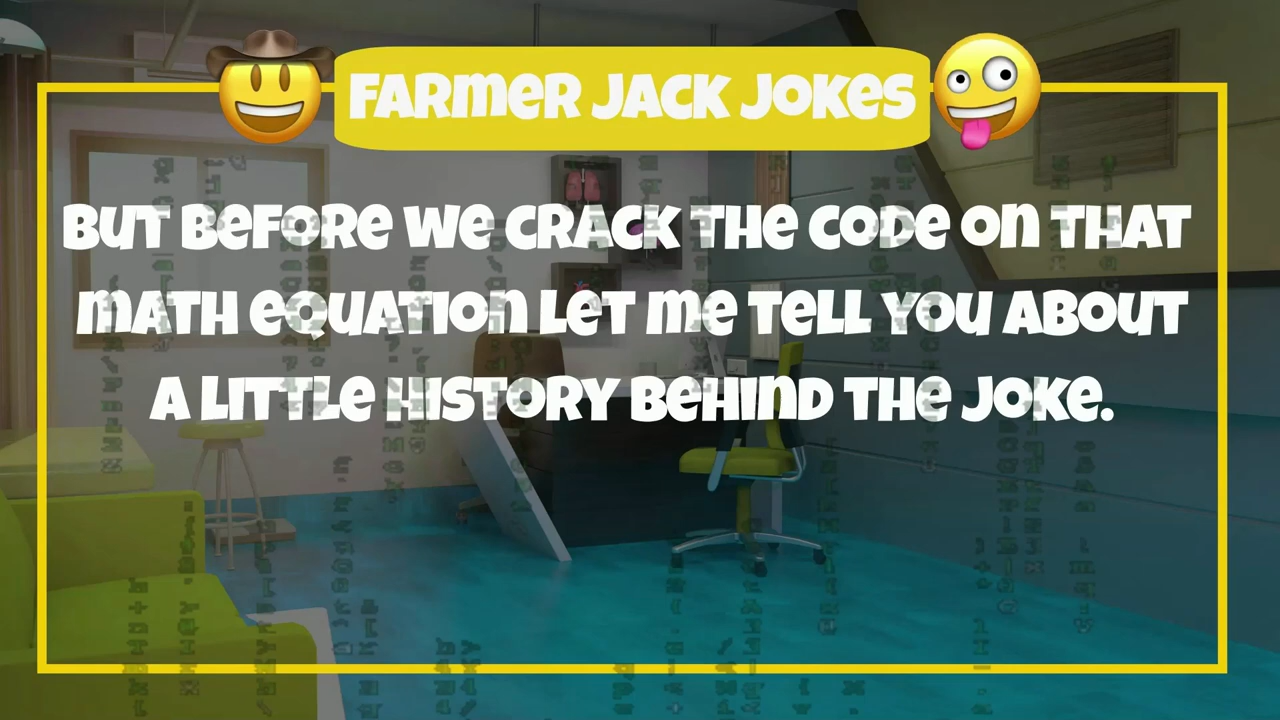 FARMER JACK JOKES
BUT BEFORE WE CRACK THE CODE ON THAT
MATH EQUATION LET ME TELL YOU ABOUT
A LITTLE HISTORY BEHIND THE JOKE.